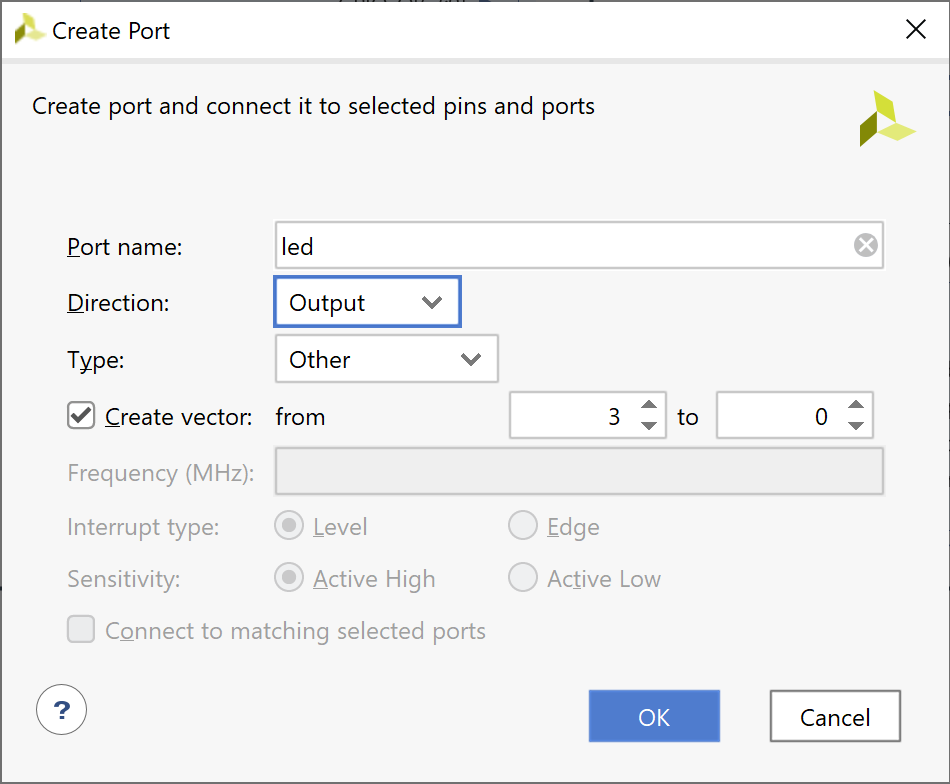 Create Port
Create port and connect it to selected pins and ports
Port name: led
Direction: Output
Type: Other
Create vector: from 3 to 0
Frequency (MHz):
Interrupt type: Level Edge
Sensitivity: Active High Active Low
Connect to matching selected ports
? OK Cancel